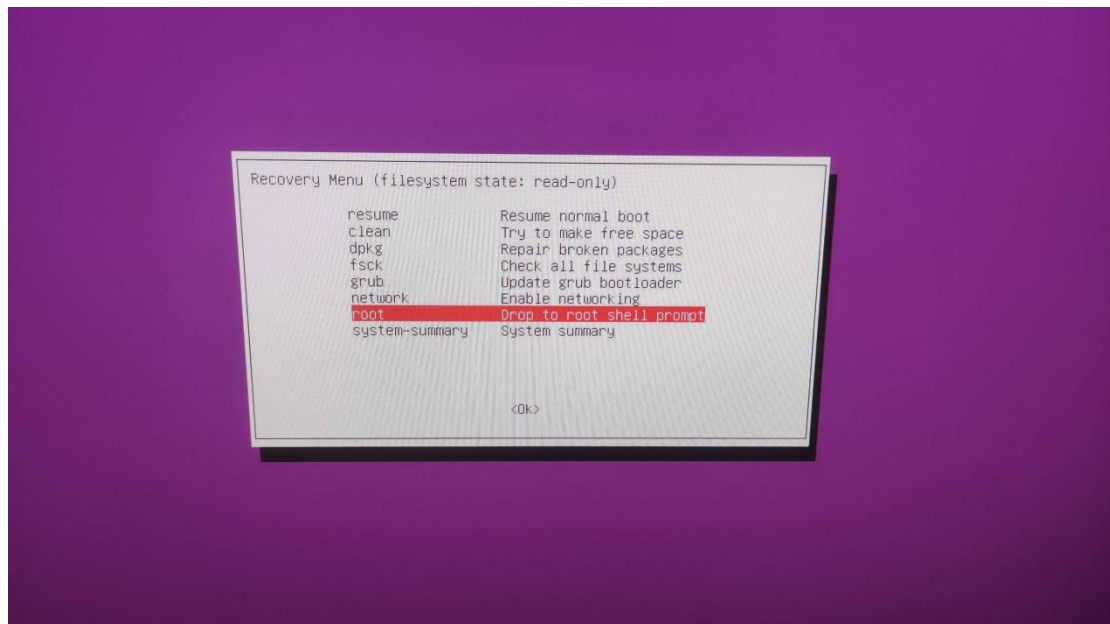 Recovery Menu (filesystem state: read-only)
resume Resume normal boot
clean Try to make free space
dpkg Repair broken packages
fsck Check all file systems
grub Update grub bootloader
network Enable networking
root Drop to root shell prompt
system-summary System summary
<Ok>